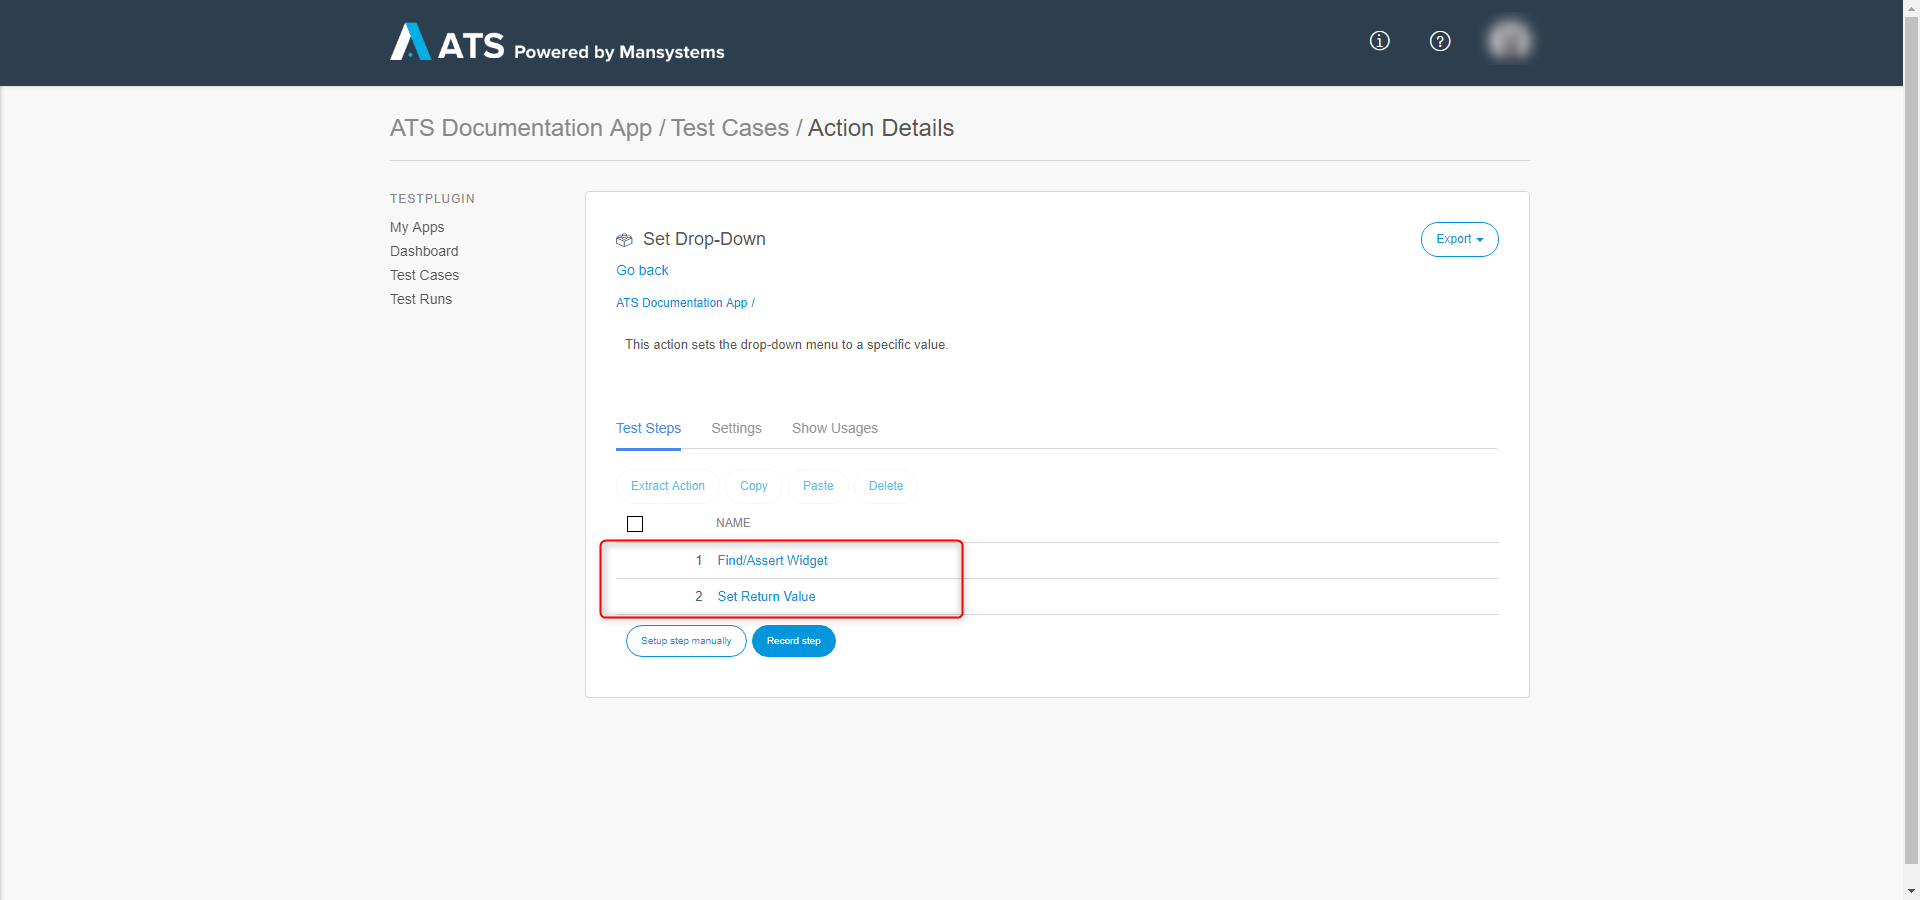 ATS Powered by Mansystems
ATS Documentation App / Test Cases / Action Details
TESTPLUGIN
My Apps
Dashboard
Test Cases
Test Runs
Set Drop-Down
Export
Go back
ATS Documentation App /
This action sets the drop-down menu to a specific value.
Test Steps Settings Show Usages
Extract Action Copy Paste Delete
NAME
1 Find/Assert Widget
2 Set Return Value
Setup step manually Record step